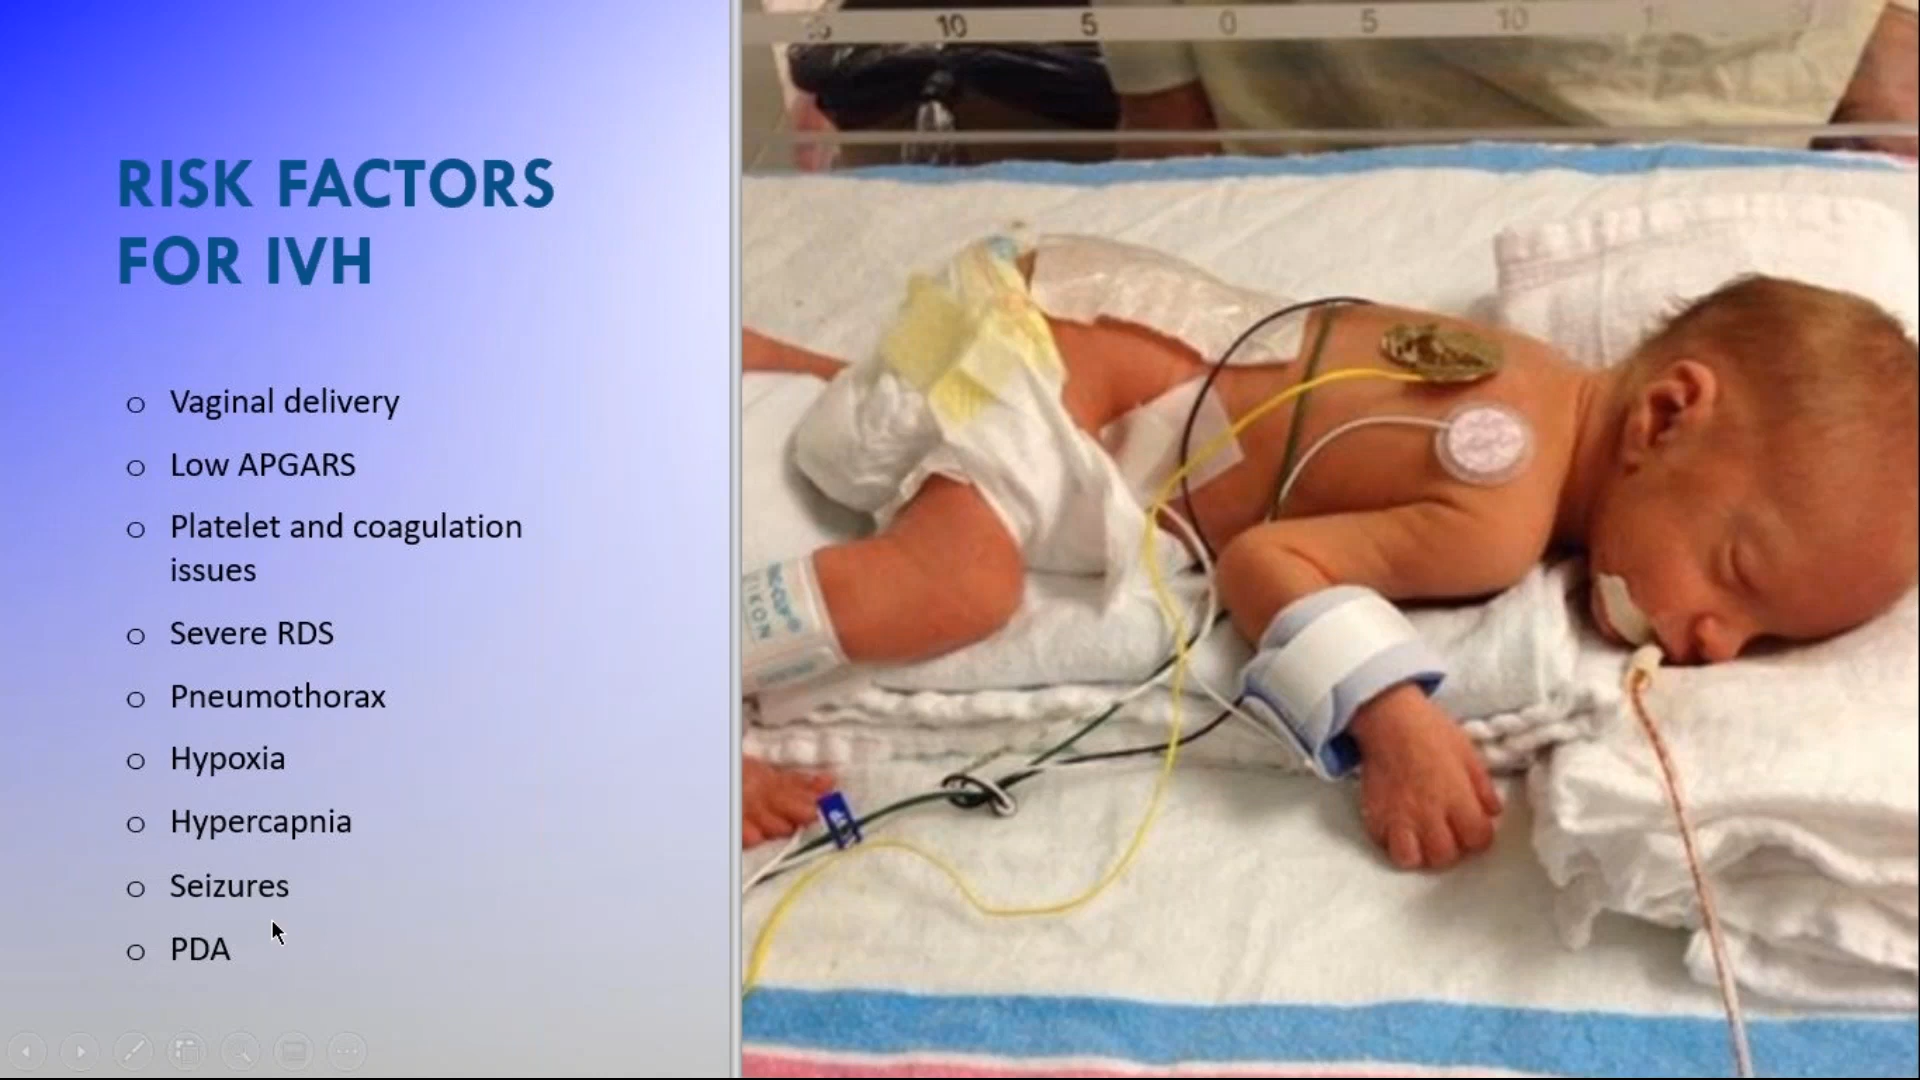 10 5 0 5 10
RISK FACTORS
FOR IVH
o Vaginal delivery
o Low APGARS
o Platelet and coagulation
issues
o Severe RDS
o Pneumothorax
o Hypoxia
o Hypercapnia
o Seizures
o PDA